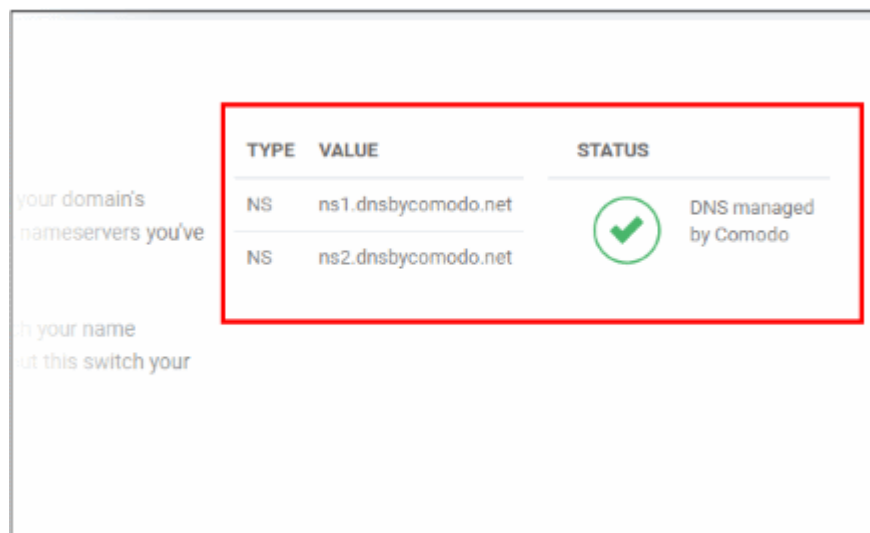 your domain's
nameservers you've
your name
this switch your
TYPE VALUE STATUS
NS ns1.dnsbycomodo.net
NS ns2.dnsbycomodo.net
DNS managed
by Comodo